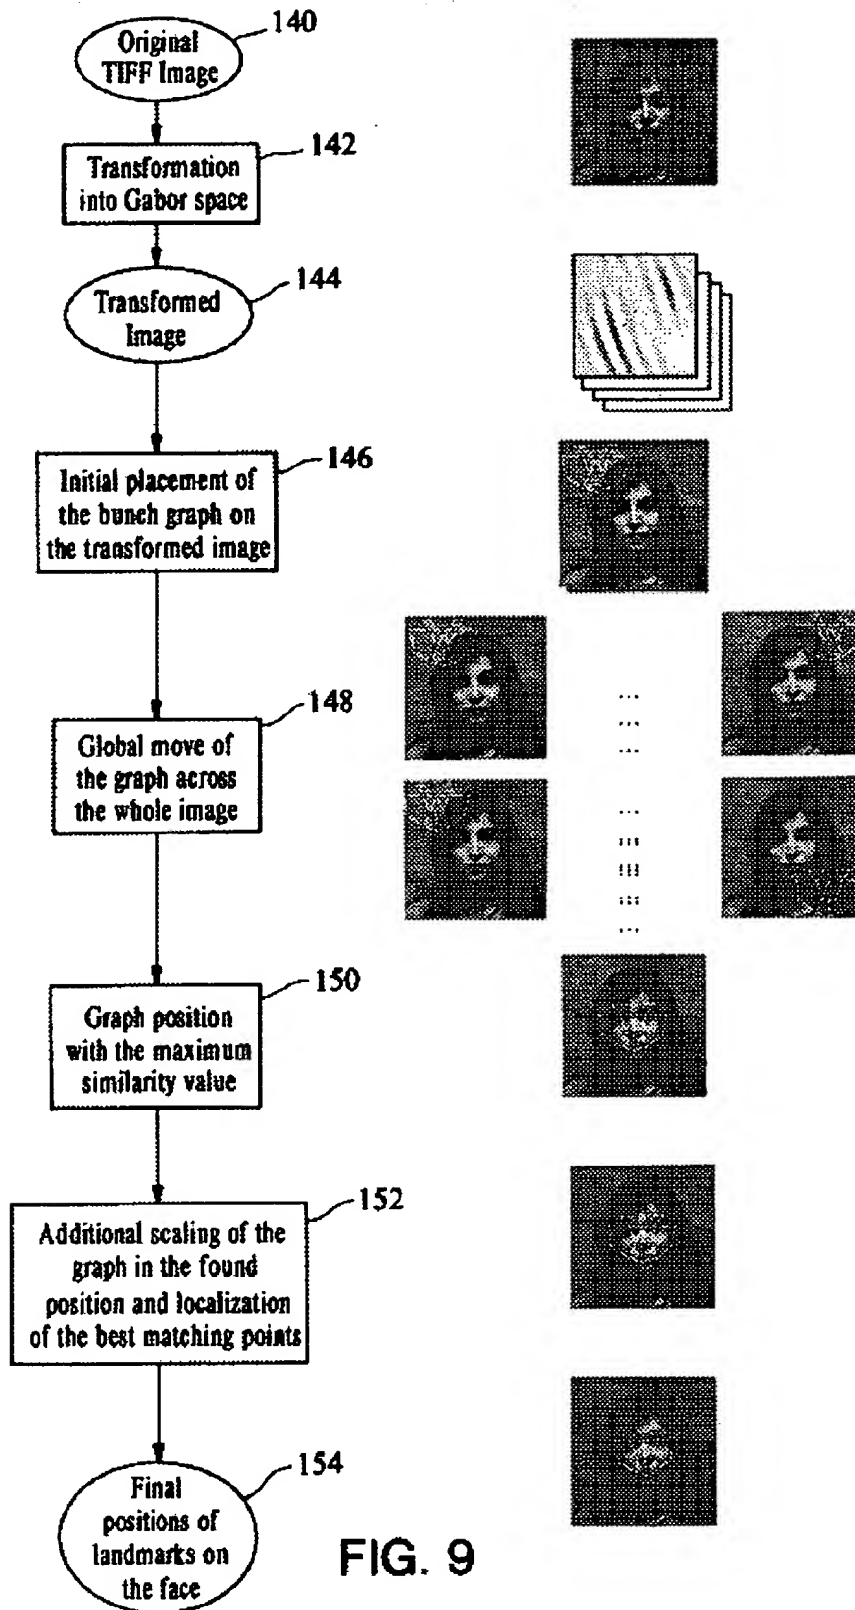 140
Original
TIFF Image
142
Transformation
into Gabor space
144
Transformed
Image
146
Initial placement of
the bunch graph on
the transformed image
148
Global move of
the graph across
the whole image
150
Graph position
with the maximum
similarity value
152
Additional scaling of the
graph in the found
position and localization
of the best matching points
154
Final
positions of
landmarks on
the face
FIG. 9